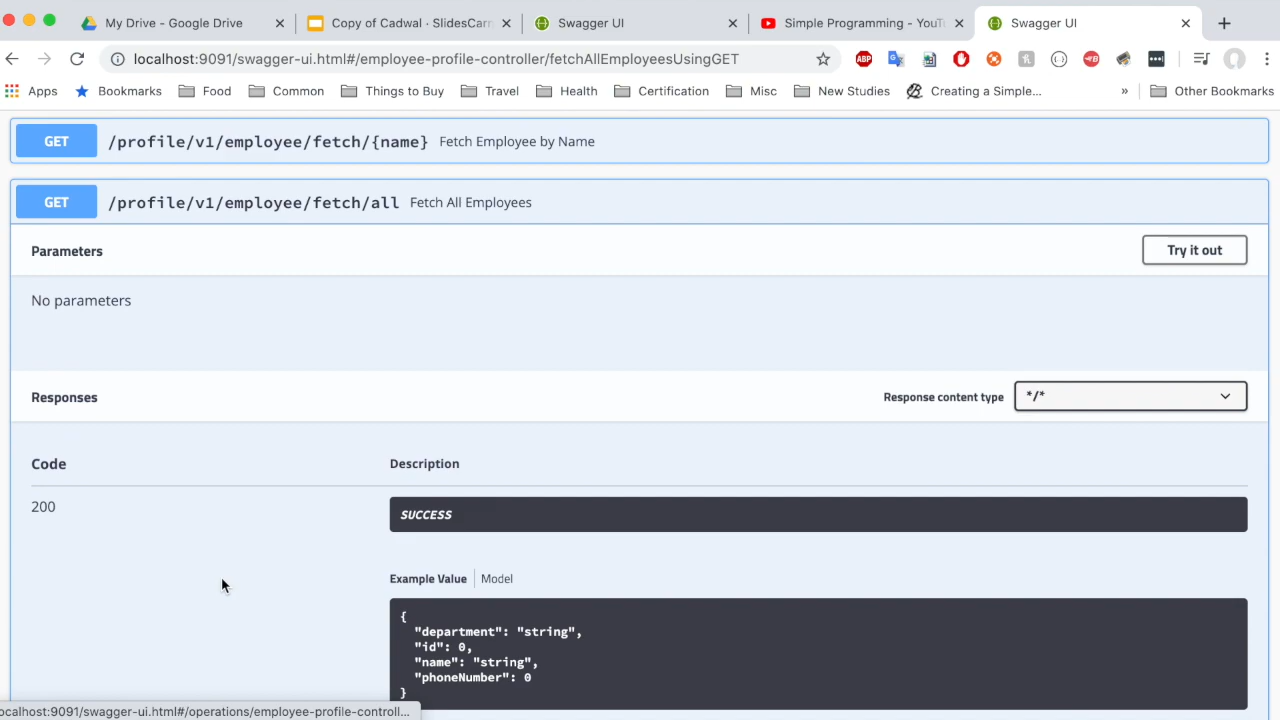 My Drive - Google Drive
Copy of Cadwal · SlidesCarn
Swagger UI
Simple Programming - YouTu
Swagger UI
localhost:9091/swagger-ui.html#/employee-profile-controller/fetchAllEmployeesUsingGET
ABP
Apps
Bookmarks
Food
Common
Things to Buy
Travel
Health
Certification
Misc
New Studies
Creating a Simple...
»
Other Bookmarks
GET /profile/v1/employee/fetch/{name} Fetch Employee by Name
GET /profile/v1/employee/fetch/all Fetch All Employees
Parameters
Try it out
No parameters
Responses
Response content type
*/*
Code
Description
200
SUCCESS
Example Value
Model
{
"department": "string",
"id": 0,
"name": "string",
"phoneNumber": 0
}
ocalhost:9091/swagger-ui.html#/operations/employee-profile-controll...